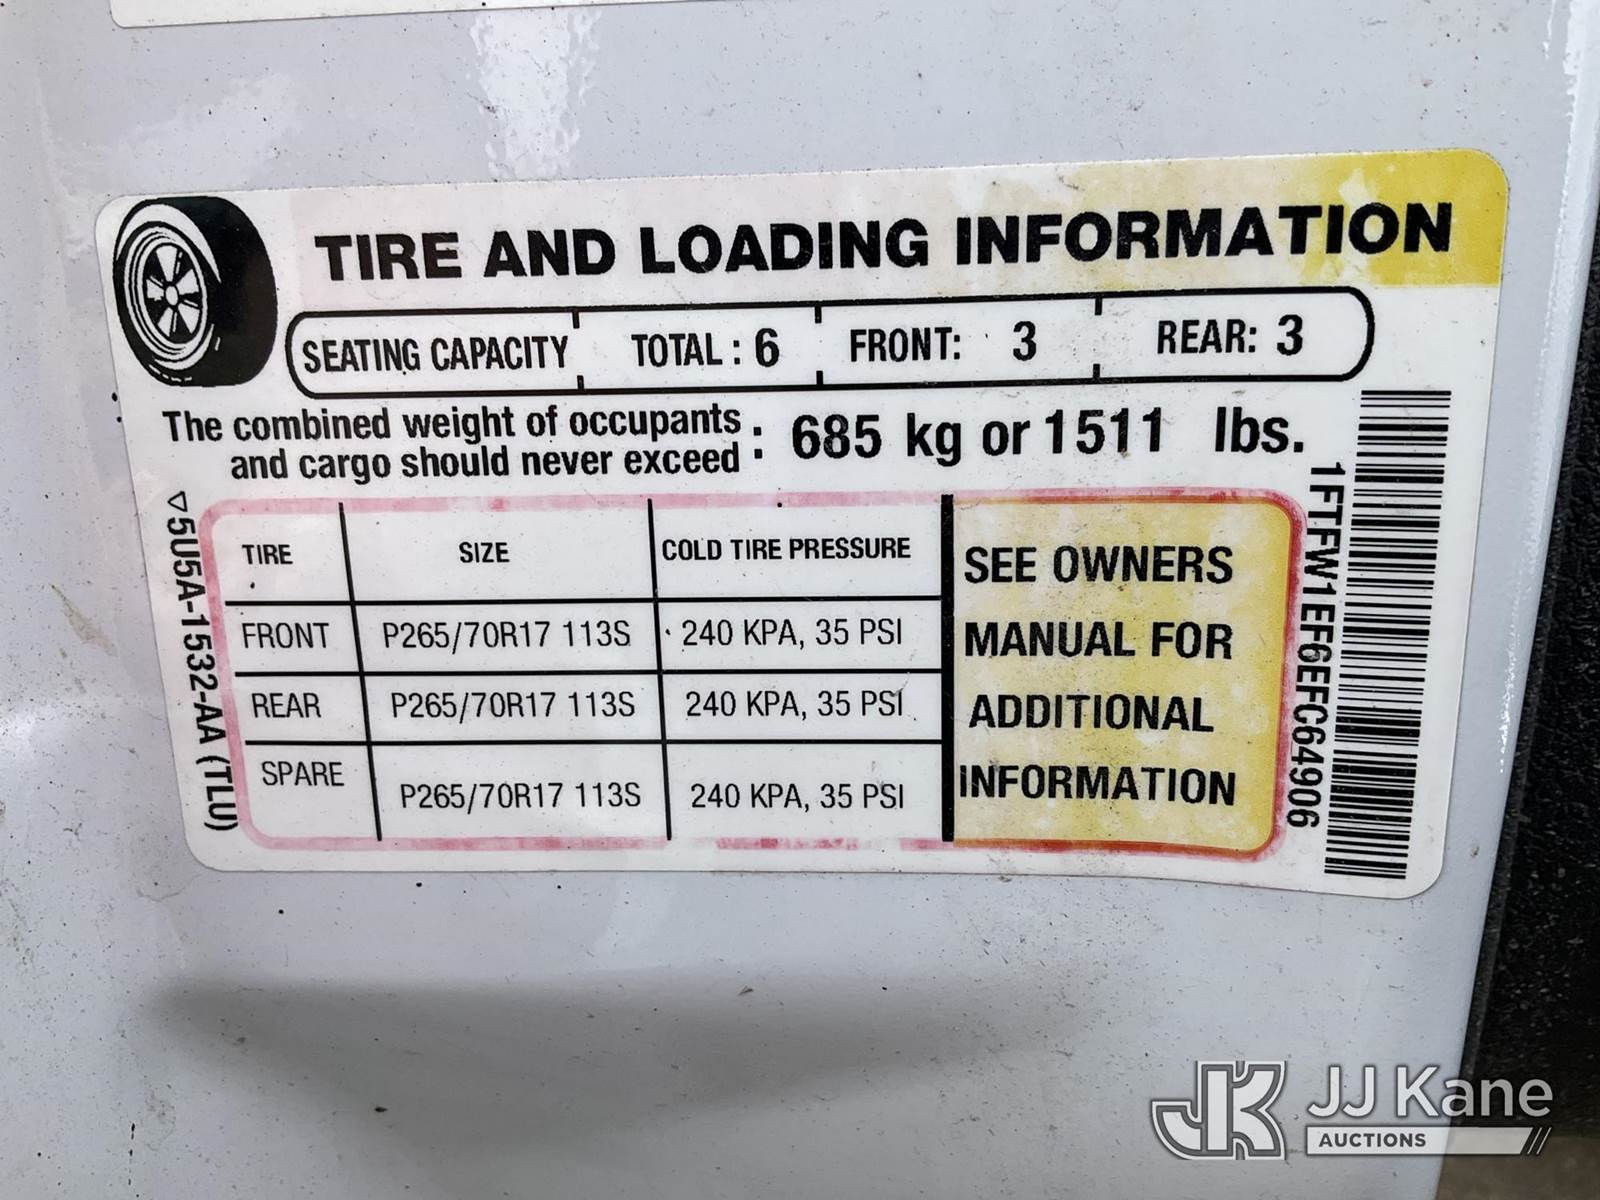 TIRE AND LOADING INFORMATION
SEATING CAPACITY TOTAL : 6 FRONT: 3 REAR: 3
The combined weight of occupants
and cargo should never exceed : 685 kg or 1511 lbs.
TIRE SIZE COLD TIRE PRESSURE
FRONT P265/70R17 113S 240 KPA, 35 PSI
REAR P265/70R17 113S 240 KPA, 35 PSI
SPARE P265/70R17 113S 240 KPA, 35 PSI
SEE OWNERS
MANUAL FOR
ADDITIONAL
INFORMATION
5U5A-1532-AA (TLU)
1FTFW1EF6EFC64906
JK JJ Kane
AUCTIONS